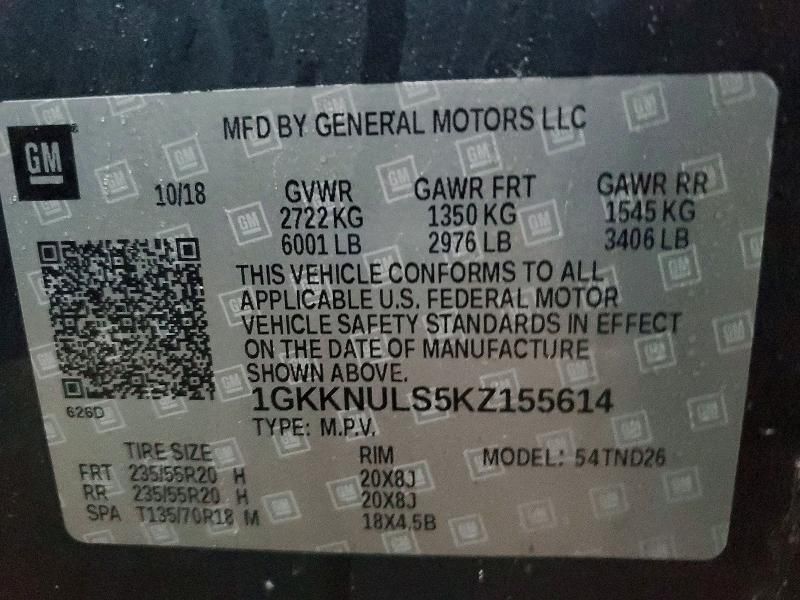 GM
MFD BY GENERAL MOTORS LLC
10/18
GVWR GAWR FRT GAWR RR
2722 KG 1350 KG 1545 KG
6001 LB 2976 LB 3406 LB
THIS VEHICLE CONFORMS TO ALL
APPLICABLE U.S. FEDERAL MOTOR
VEHICLE SAFETY STANDARDS IN EFFECT
ON THE DATE OF MANUFACTURE
SHOWN ABOVE.
626D
1GKKNULS5KZ155614
TYPE: M.P.V.
TIRE SIZE RIM MODEL: 54TND26
FRT 235/55R20 H 20X8J
RR 235/55R20 H 20X8J
SPA T135/70R18 M 18X4.5B